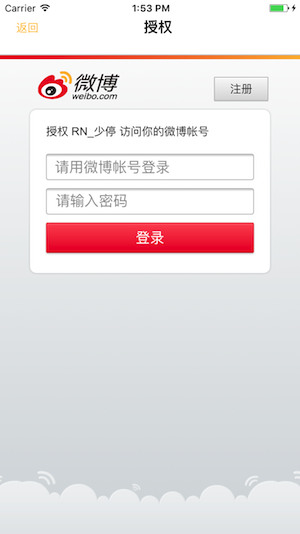 Carrier 1:53 PM
返回 授权
微博
weibo.com
注册
授权 RN_少停 访问你的微博帐号
请用微博帐号登录
请输入密码
登录